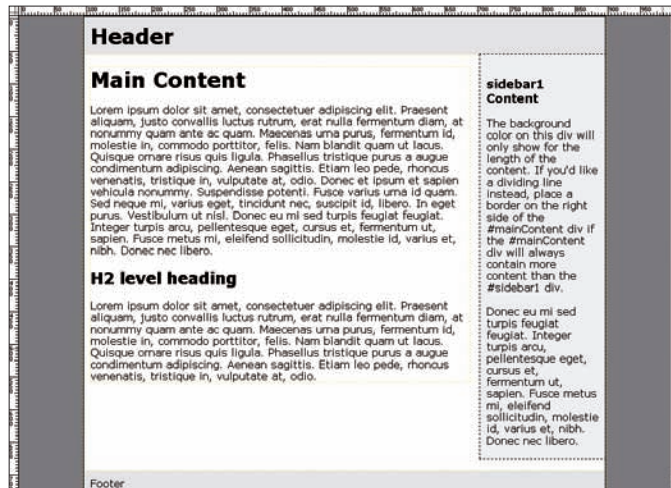 Header
Main Content
Lorem ipsum dolor sit amet, consectetuer adipiscing elit. Praesent
aliquam, justo convallis luctus rutrum, erat nulla fermentum diam, at
nonummy quam ante ac quam. Maecenas urna purus, fermentum id,
molestie in, commodo porttitor, felis. Nam blandit quam ut lacus.
Quisque ornare risus quis ligula. Phasellus tristique purus a augue
condimentum adipiscing. Aenean sagittis. Etiam leo pede, rhoncus
venenatis, tristique in, vulputate at, odio. Donec et ipsum et sapien
vehicula nonummy. Suspendisse potenti. Fusce varius urna id quam.
Sed neque mi, varius eget, tincidunt nec, suscipit id, libero. In eget
purus. Vestibulum ut nisl. Donec eu mi sed turpis feugiat feugiat.
Integer turpis arcu, pellentesque eget, cursus et, fermentum ut,
sapien. Fusce metus mi, eleifend sollicitudin, molestie id, varius et,
nibh. Donec nec libero.
H2 level heading
Lorem ipsum dolor sit amet, consectetuer adipiscing elit. Praesent
aliquam, justo convallis luctus rutrum, erat nulla fermentum diam, at
nonummy quam ante ac quam. Maecenas urna purus, fermentum id,
molestie in, commodo porttitor, felis. Nam blandit quam ut lacus.
Quisque ornare risus quis ligula. Phasellus tristique purus a augue
condimentum adipiscing. Aenean sagittis. Etiam leo pede, rhoncus
venenatis, tristique in, vulputate at, odio.
sidebar1
Content
The background
color on this div will
only show for the
length of the
content. If you'd like
a dividing line
instead, place a
border on the right
side of the
#mainContent div if
the #mainContent
div will always
contain more
content than the
#sidebar1 div.
Donec eu mi sed
turpis feugiat
feugiat. Integer
turpis arcu,
pellentesque eget,
cursus et,
fermentum ut,
sapien. Fusce metus
mi, eleifend
sollicitudin, molestie
id, varius et, nibh.
Donec nec libero.
Footer